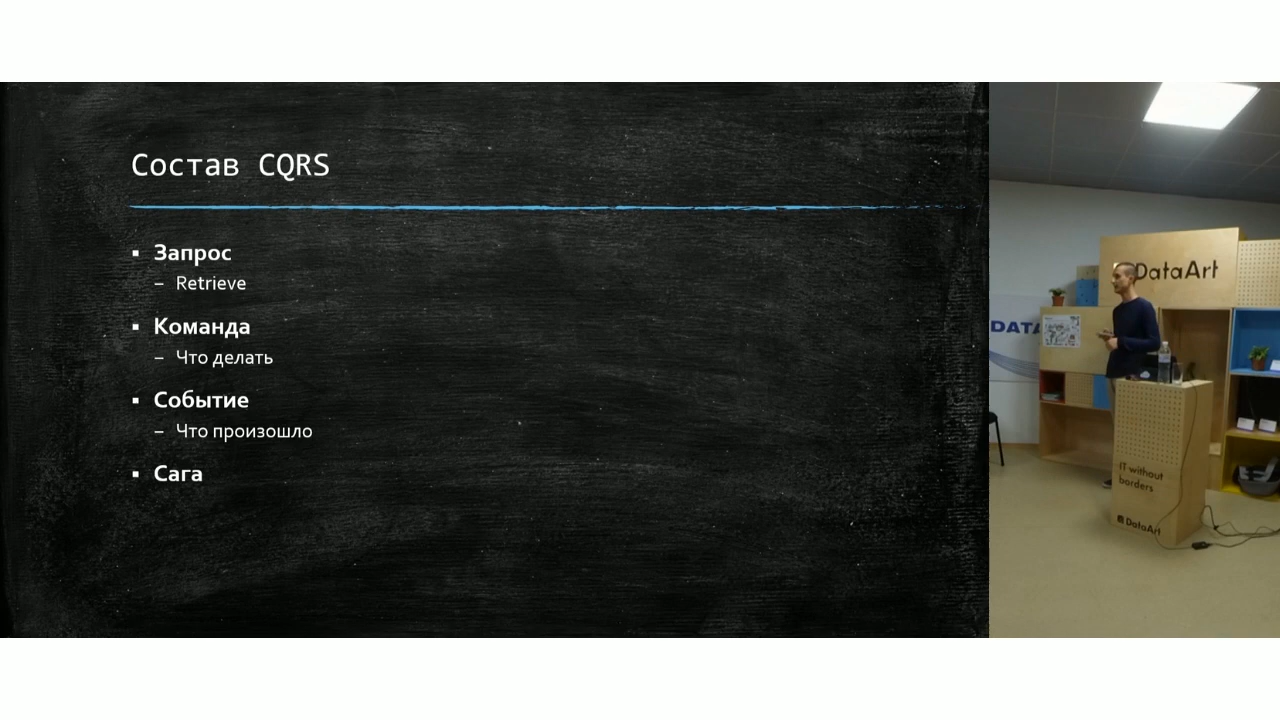 Состав CQRS
▪ Запрос
– Retrieve
▪ Команда
– Что делать
▪ Событие
– Что произошло
▪ Сага
DataArt
DATA
IT without
borders
DataArt